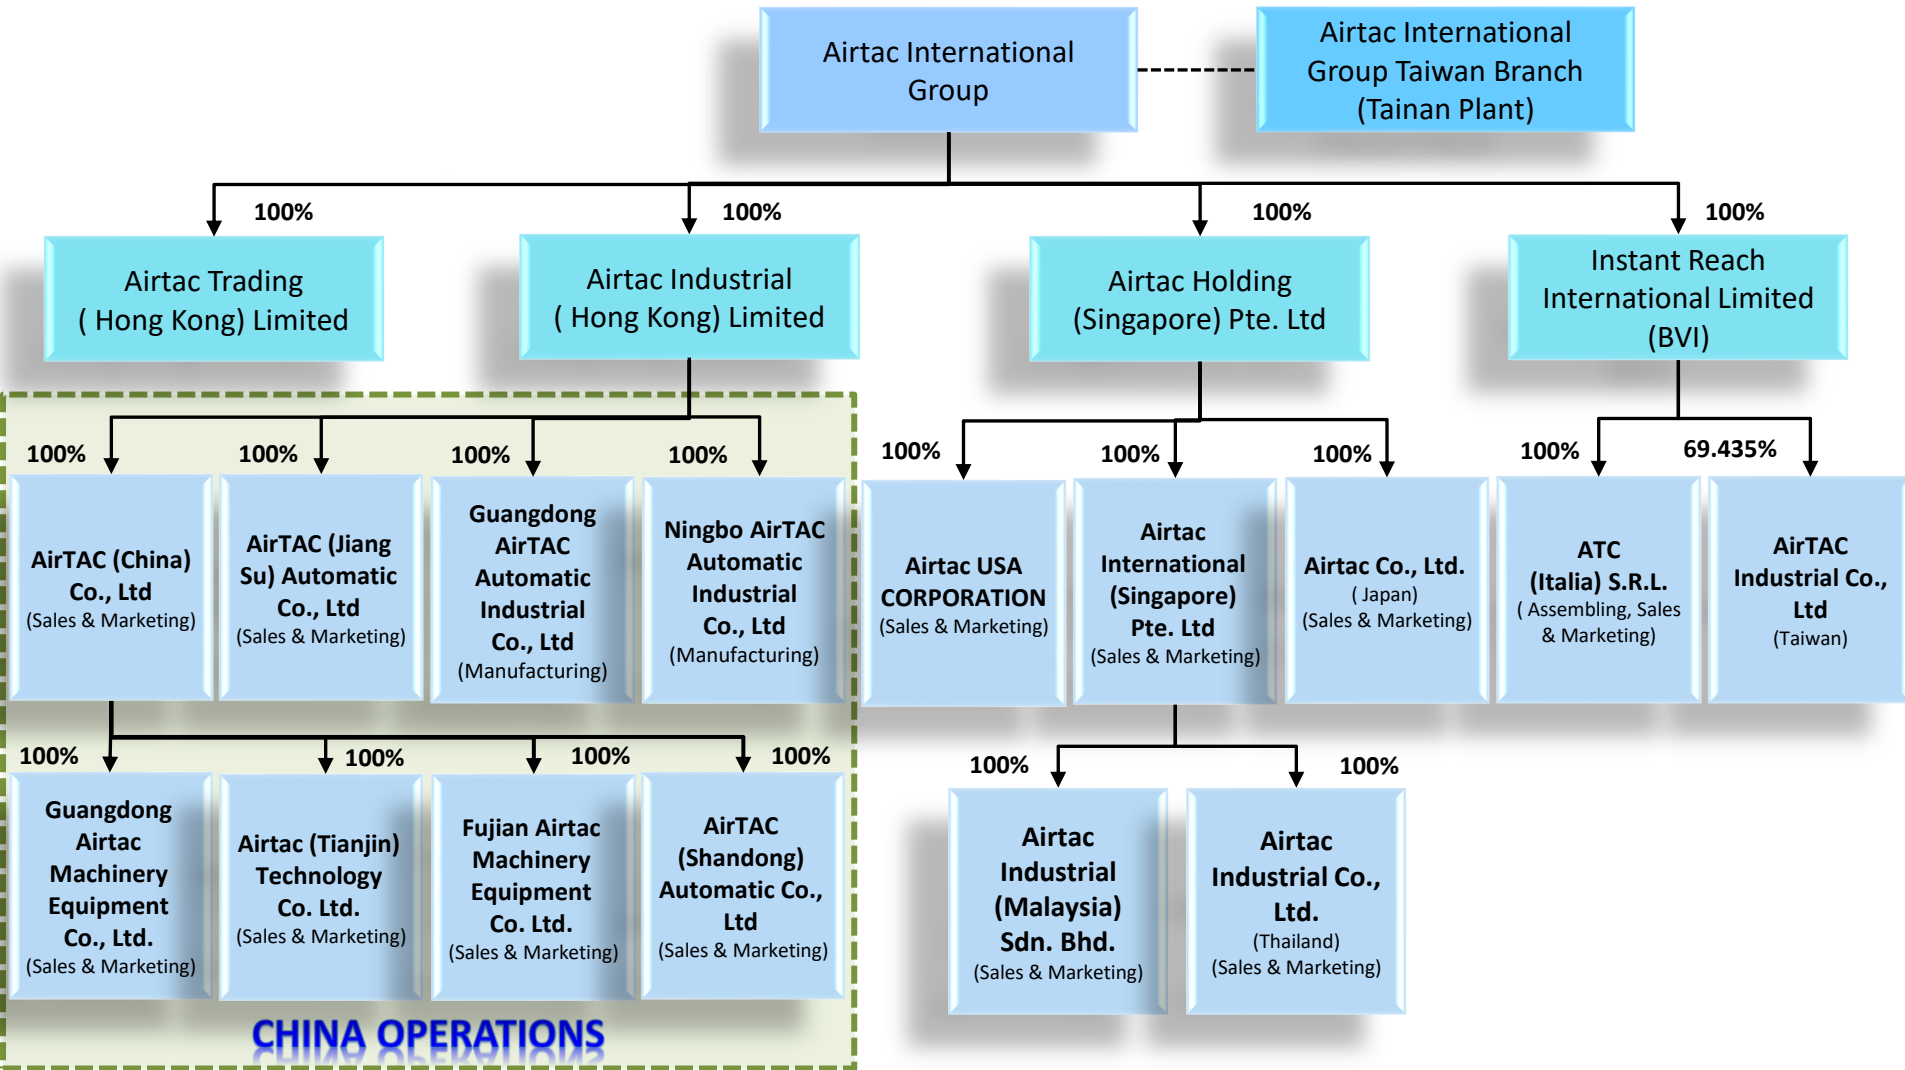 Airtac International
Group
Airtac International
Group Taiwan Branch
(Tainan Plant)
100%
100%
100%
100%
Airtac Trading
( Hong Kong) Limited
Airtac Industrial
( Hong Kong) Limited
Airtac Holding
(Singapore) Pte. Ltd
Instant Reach
International Limited
(BVI)
100%
100%
100%
100%
100%
100%
100%
100%
69.435%
AirTAC (China)
Co., Ltd
(Sales & Marketing)
AirTAC (Jiang
Su) Automatic
Co., Ltd
(Sales & Marketing)
Guangdong
AirTAC
Automatic
Industrial
Co., Ltd
(Manufacturing)
Ningbo AirTAC
Automatic
Industrial
Co., Ltd
(Manufacturing)
Airtac USA
CORPORATION
(Sales & Marketing)
Airtac
International
(Singapore)
Pte. Ltd
(Sales & Marketing)
Airtac Co., Ltd.
( Japan)
(Sales & Marketing)
ATC
(Italia) S.R.L.
( Assembling, Sales
& Marketing)
AirTAC
Industrial Co.,
Ltd
(Taiwan)
100%
100%
100%
100%
100%
100%
Guangdong
Airtac
Machinery
Equipment
Co., Ltd.
(Sales & Marketing)
Airtac (Tianjin)
Technology
Co. Ltd.
(Sales & Marketing)
Fujian Airtac
Machinery
Equipment
Co. Ltd.
(Sales & Marketing)
AirTAC
(Shandong)
Automatic Co.,
Ltd
(Sales & Marketing)
Airtac
Industrial
(Malaysia)
Sdn. Bhd.
(Sales & Marketing)
Airtac
Industrial Co.,
Ltd.
(Thailand)
(Sales & Marketing)
CHINA OPERATIONS